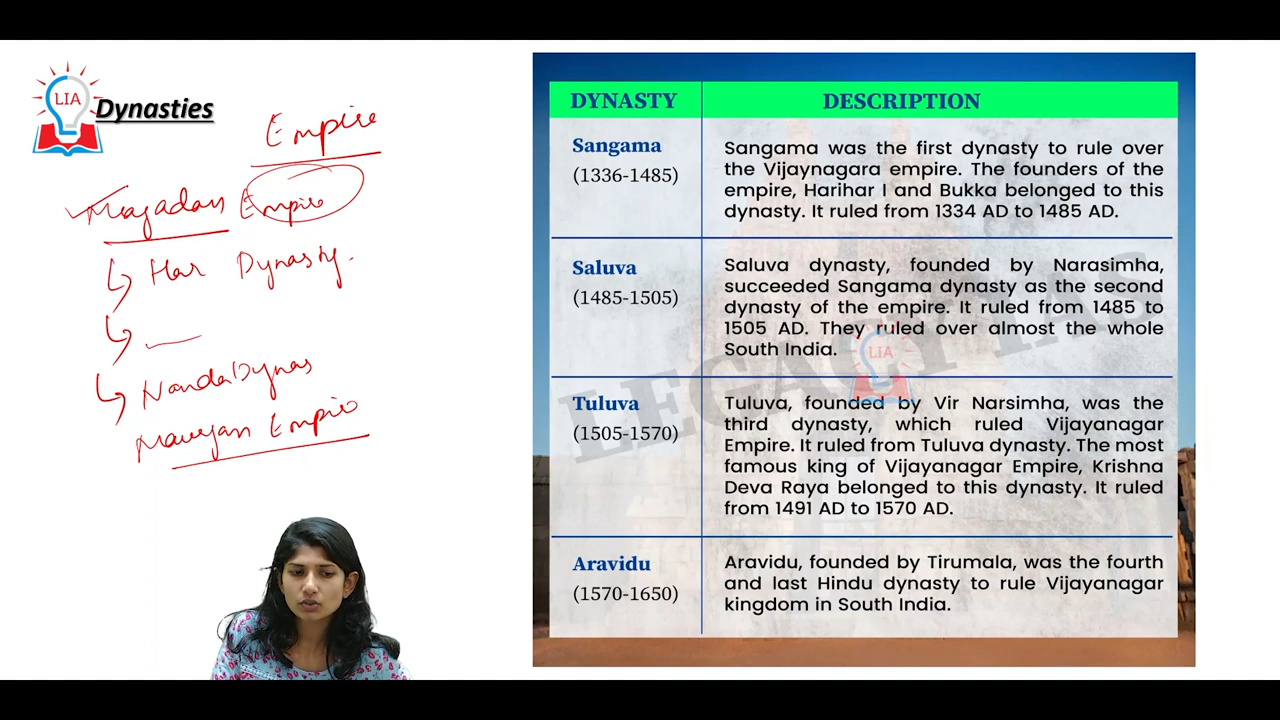 LIA
Dynasties
Empire
Magadan Empire
Har Dynasty.
Nanda Dynas
Mauryan Empire
DYNASTY DESCRIPTION
Sangama
(1336-1485)
Sangama was the first dynasty to rule over
the Vijaynagara empire. The founders of the
empire, Harihar I and Bukka belonged to this
dynasty. It ruled from 1334 AD to 1485 AD.
Saluva
(1485-1505)
Saluva dynasty, founded by Narasimha,
succeeded Sangama dynasty as the second
dynasty of the empire. It ruled from 1485 to
1505 AD. They ruled over almost the whole
South India.
Tuluva
(1505-1570)
Tuluva, founded by Vir Narsimha, was the
third dynasty, which ruled Vijayanagar
Empire. It ruled from Tuluva dynasty. The most
famous king of Vijayanagar Empire, Krishna
Deva Raya belonged to this dynasty. It ruled
from 1491 AD to 1570 AD.
Aravidu
(1570-1650)
Aravidu, founded by Tirumala, was the fourth
and last Hindu dynasty to rule Vijayanagar
kingdom in South India.
LEGACY IAS
LIA